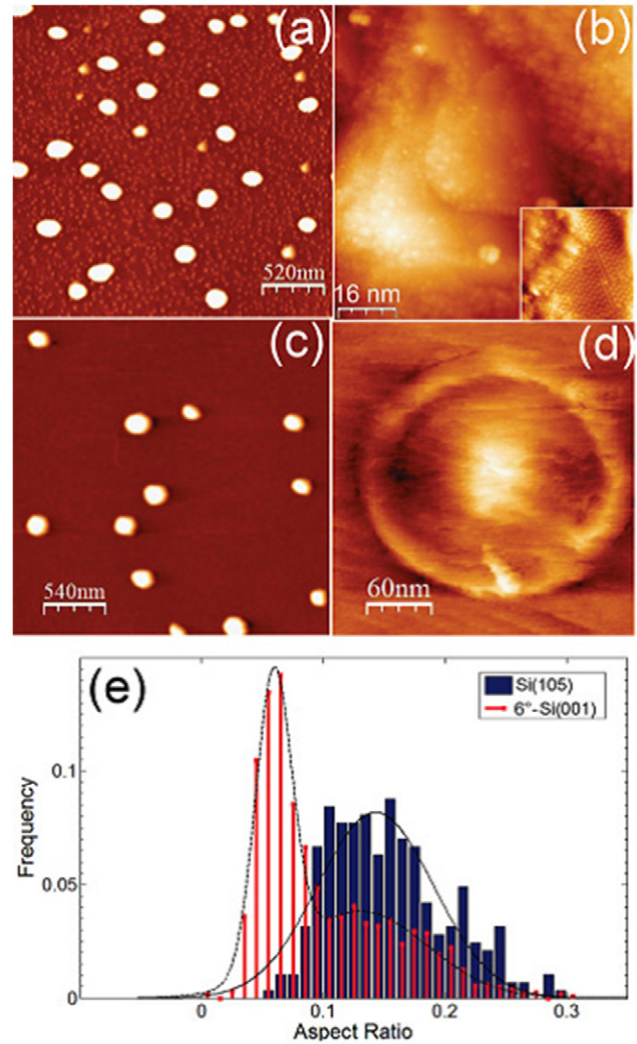 (a)
(b)
520nm
16 nm
(c)
(d)
540nm
60nm
(e)
Si(105)
6°-Si(001)
0.1
0.05
0
Frequency
0
0.1
0.2
0.3
Aspect Ratio